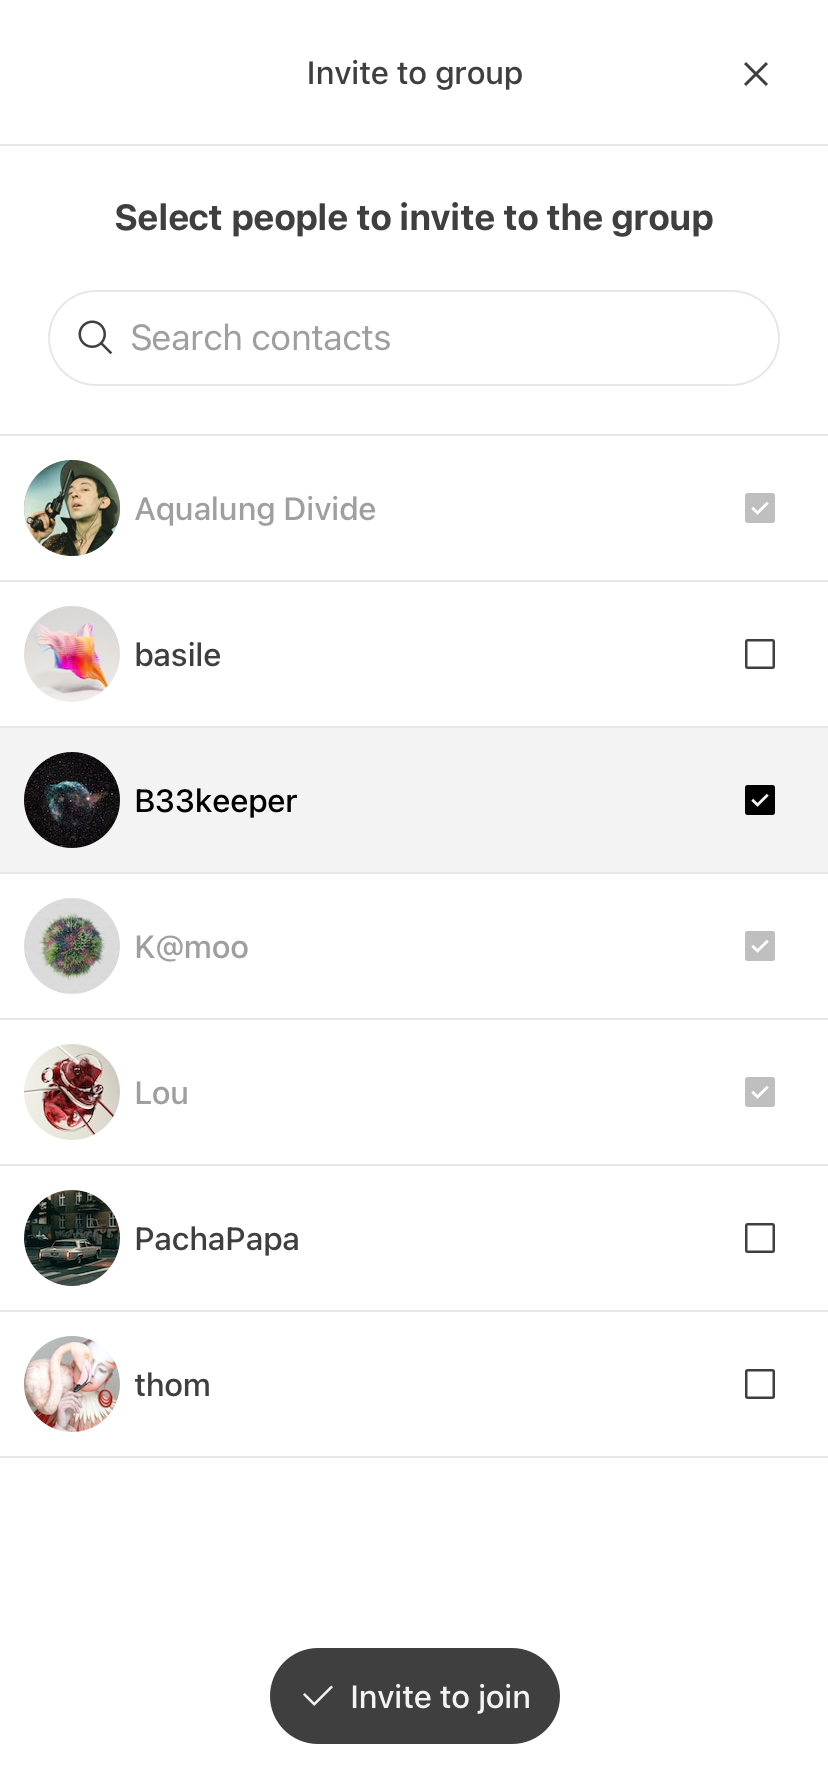 Invite to group
Select people to invite to the group
Search contacts
Aqualung Divide
basile
B33keeper
K@moo
Lou
PachaPapa
thom
Invite to join